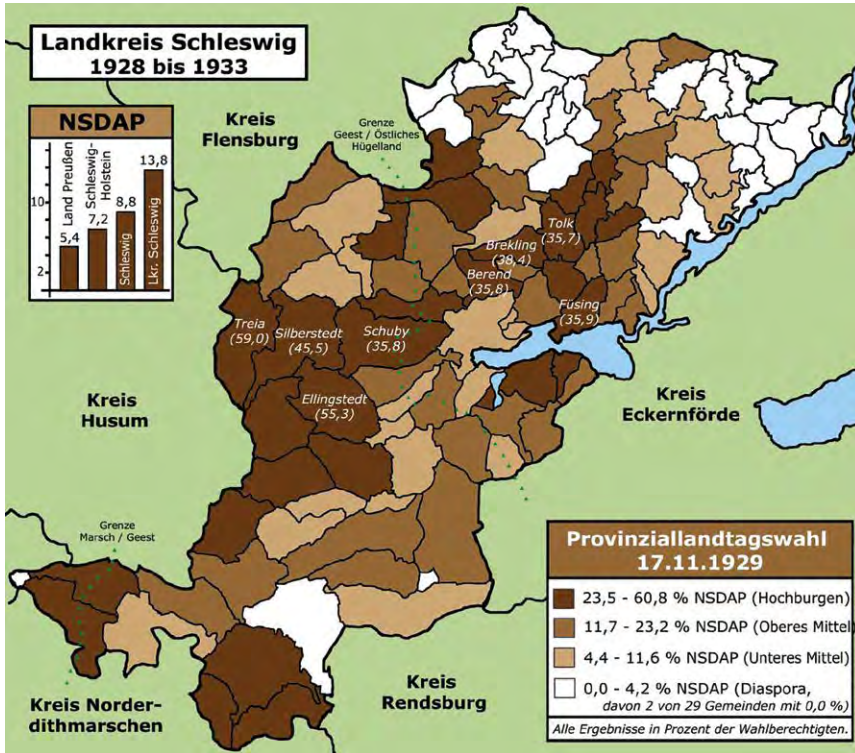 Landkreis Schleswig
1928 bis 1933
NSDAP
10
2
5,4
7,2
8,8
13,8
Land Preußen
Schleswig-
Holstein
Schleswig
Lkr. Schleswig
Kreis
Flensburg
Grenze
Geest / Östliches
Hügelland
Tolk
(35,7)
Brekling
(38,4)
Berend
(35,8)
Füsing
(35,9)
Treia
(59,0)
Silberstedt
(45,5)
Schuby
(35,8)
Ellingstedt
(55,3)
Kreis
Husum
Kreis
Eckernförde
Grenze
Marsch / Geest
Kreis Norder-
dithmarschen
Kreis
Rendsburg
Provinziallandtagswahl
17.11.1929
23,5 - 60,8 % NSDAP (Hochburgen)
11,7 - 23,2 % NSDAP (Oberes Mittel)
4,4 - 11,6 % NSDAP (Unteres Mittel)
0,0 - 4,2 % NSDAP (Diaspora,
davon 2 von 29 Gemeinden mit 0,0 %)
Alle Ergebnisse in Prozent der Wahlberechtigten.